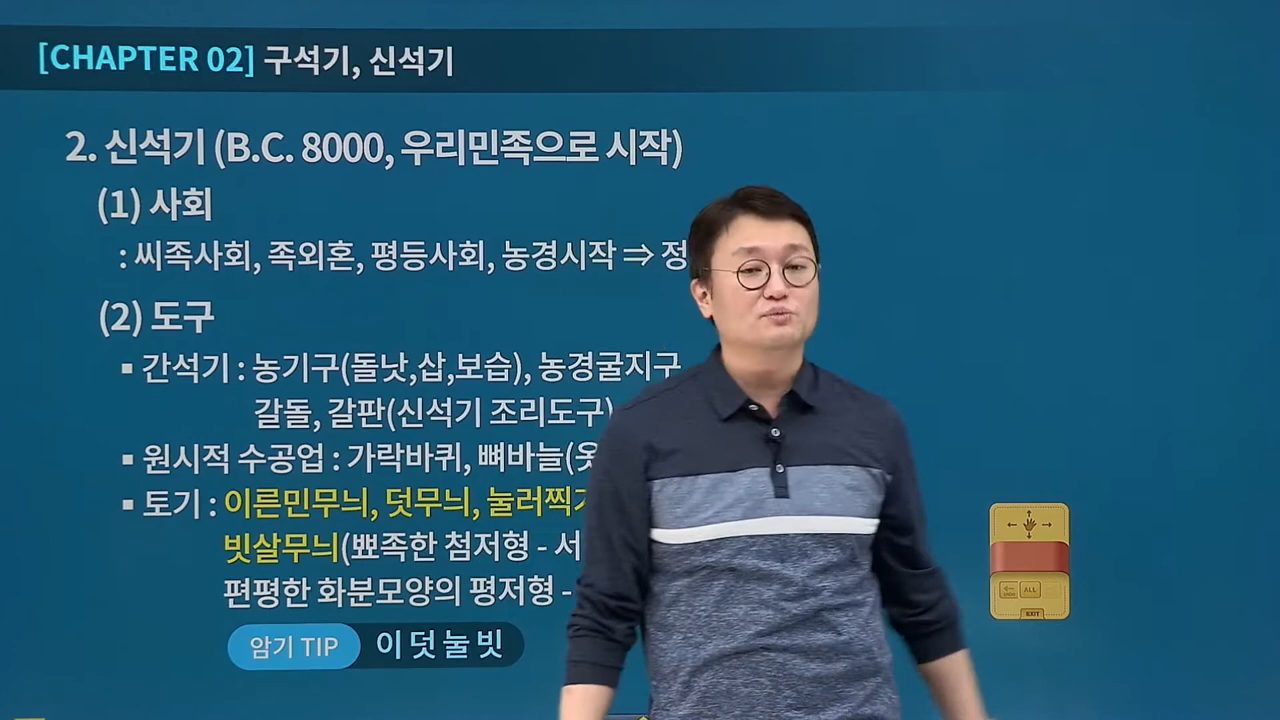 [CHAPTER 02] 구석기, 신석기
2. 신석기 (B.C. 8000, 우리민족으로 시작)
(1) 사회
: 씨족사회, 족외혼, 평등사회, 농경시작 ⇒ 정
(2) 도구
▪ 간석기 : 농기구(돌낫,삽,보습), 농경굴지구
갈돌, 갈판(신석기 조리도구)
▪ 원시적 수공업 : 가락바퀴, 뼈바늘(옷
▪ 토기 : 이른민무늬, 덧무늬, 눌러찍기
빗살무늬(뾰족한 첨저형 - 서
편평한 화분모양의 평저형 -
암기 TIP 이 덧 눌 빗
ALL
EXIT